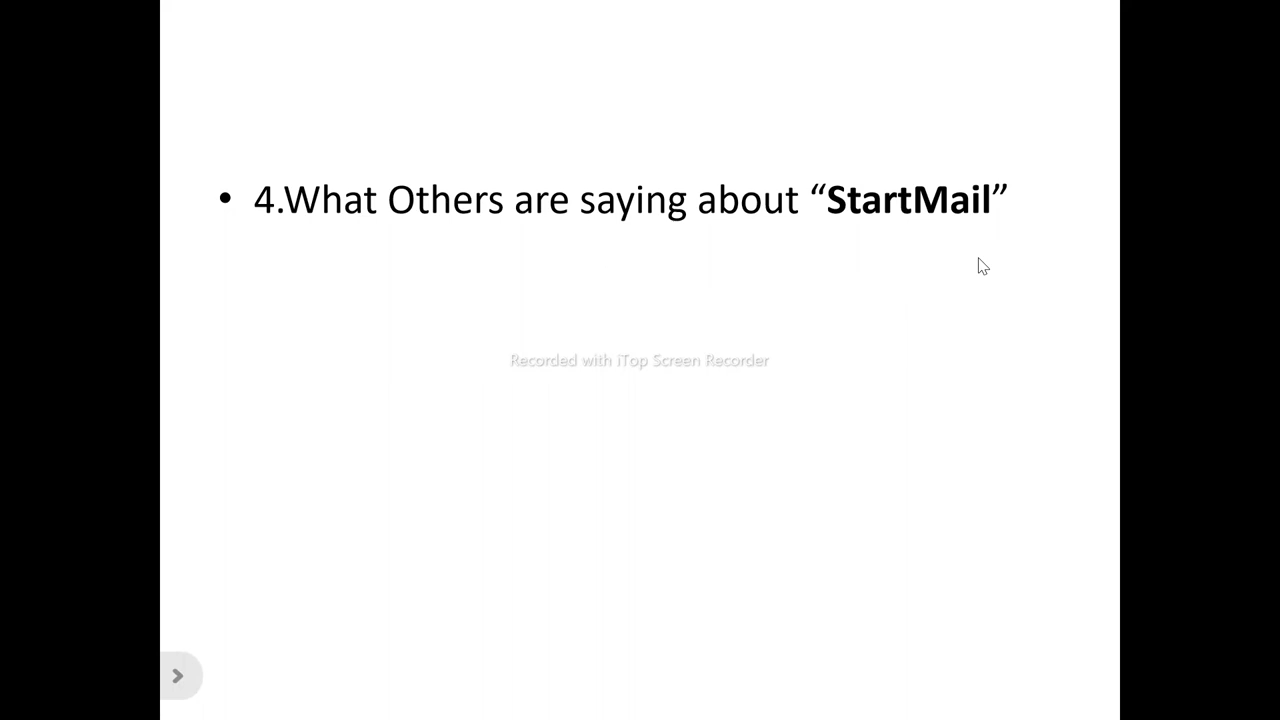 • 4.What Others are saying about “StartMail”
Recorded with iTop Screen Recorder